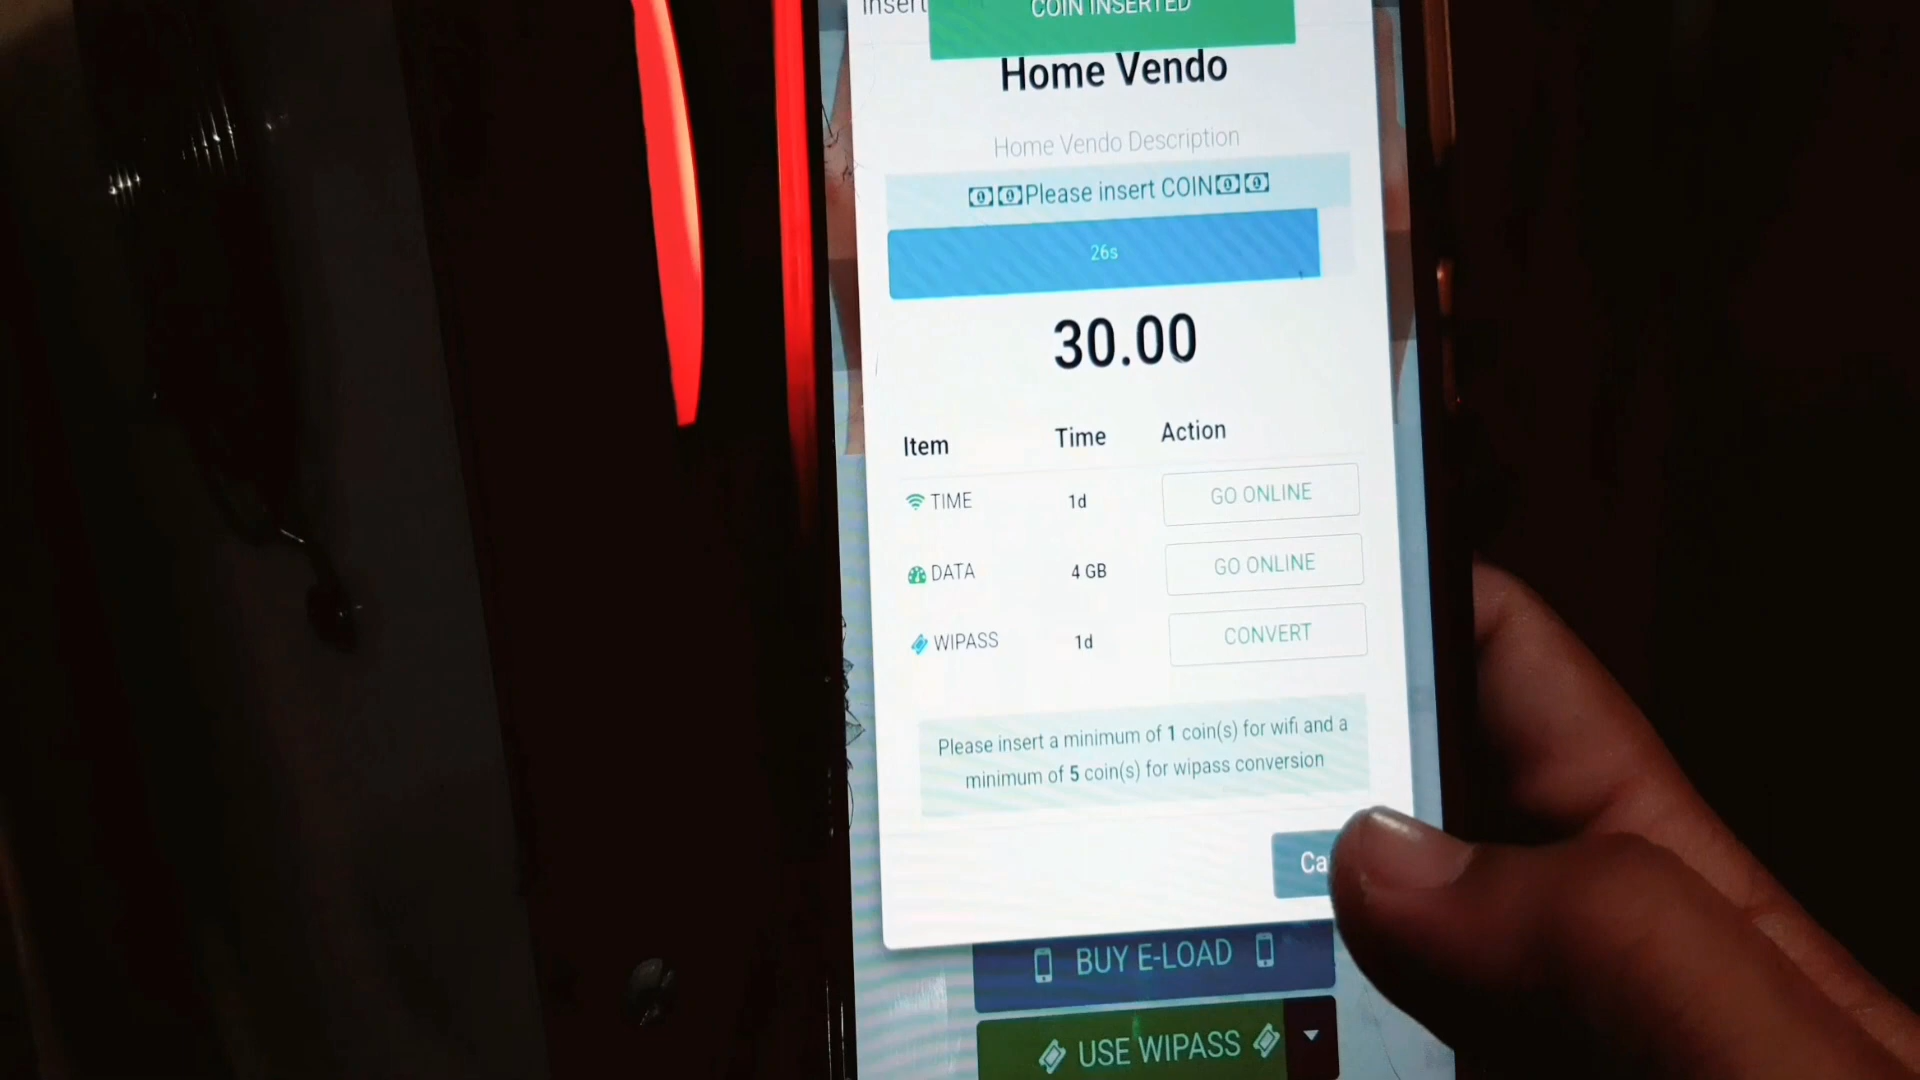 Insert
COIN INSERTED
Home Vendo
Home Vendo Description
Please insert COIN
26s
30.00
Item Time Action
TIME 1d GO ONLINE
DATA 4 GB GO ONLINE
WIPASS 1d CONVERT
Please insert a minimum of 1 coin(s) for wifi and a
minimum of 5 coin(s) for wipass conversion
Ca
BUY E-LOAD
USE WIPASS